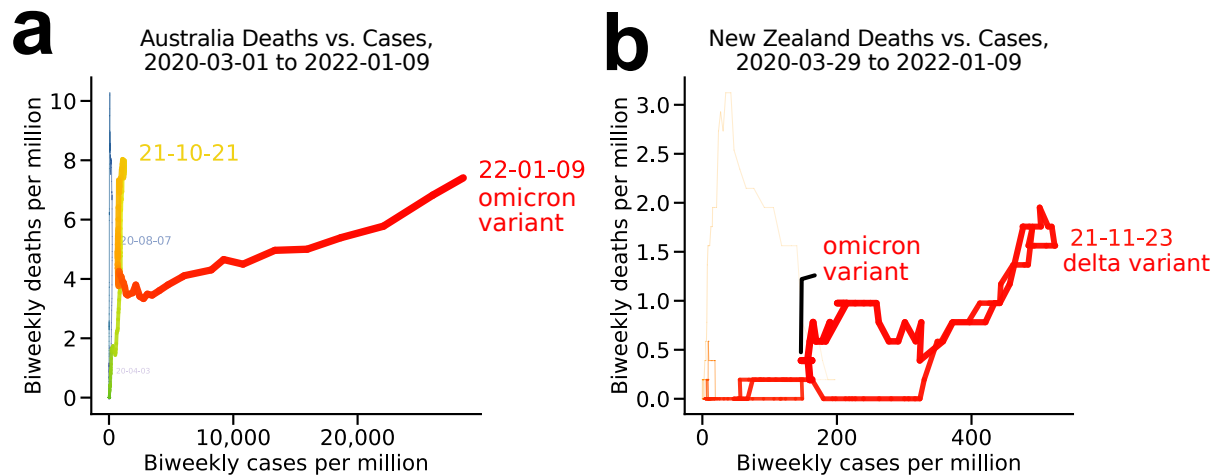 a
Australia Deaths vs. Cases,
2020-03-01 to 2022-01-09
Biweekly deaths per million
10
8
6
4
2
0
21-10-21
20-08-07
20-04-03
22-01-09
omicron
variant
0
10,000
20,000
Biweekly cases per million
b
New Zealand Deaths vs. Cases,
2020-03-29 to 2022-01-09
Biweekly deaths per million
3.0
2.5
2.0
1.5
1.0
0.5
0.0
omicron
variant
21-11-23
delta variant
0
200
400
Biweekly cases per million